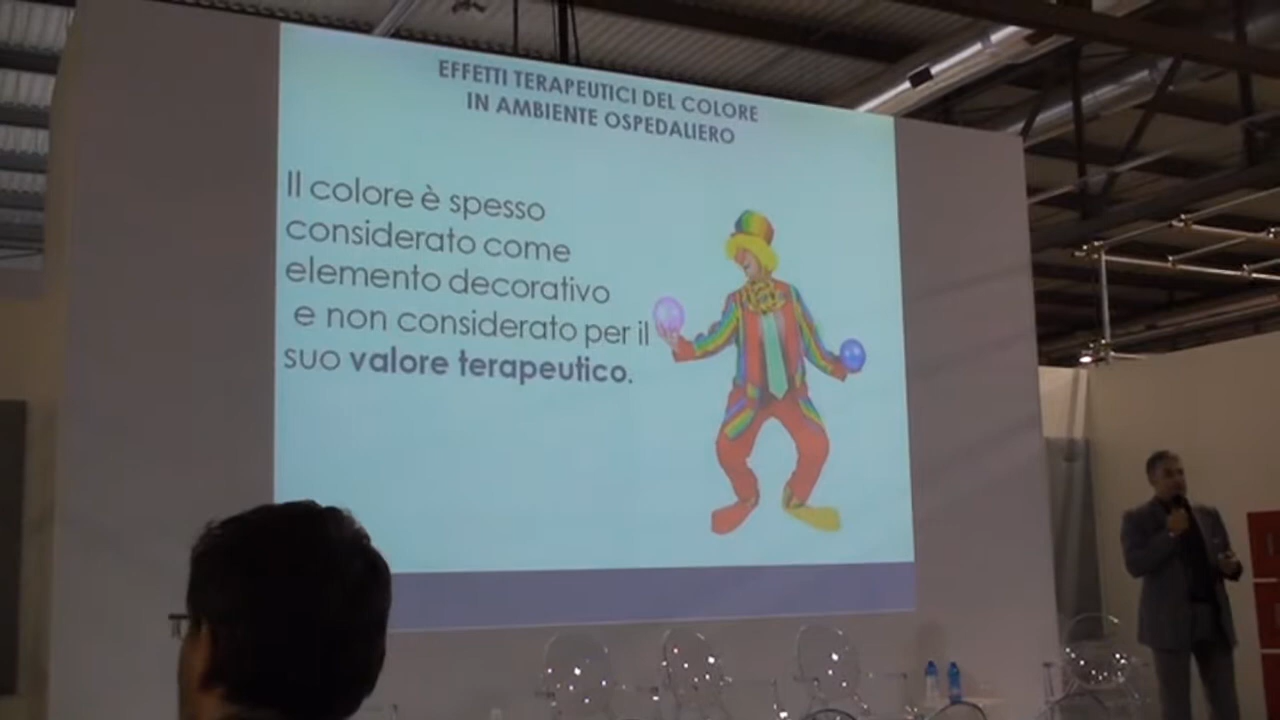 EFFETTI TERAPEUTICI DEL COLORE
IN AMBIENTE OSPEDALIERO
Il colore è spesso
considerato come
elemento decorativo
e non considerato per il
suo valore terapeutico.